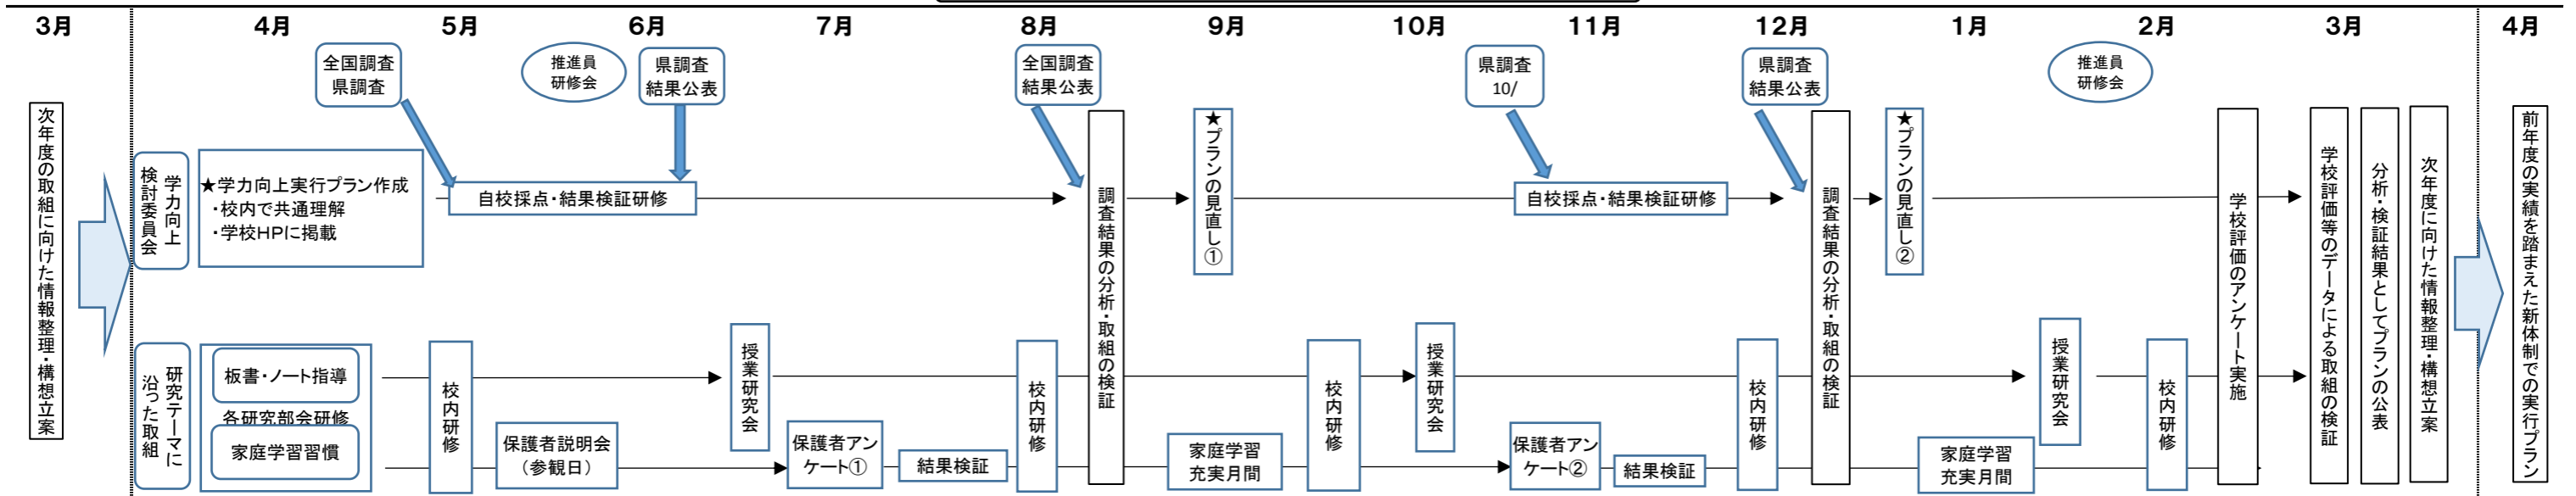 3月
4月
5月
6月
7月
8月
9月
10月
11月
12月
1月
2月
3月
4月
全国調査
県調査
推進員
研修会
県調査
結果公表
全国調査
結果公表
県調査
10/
県調査
結果公表
推進員
研修会
次年度の取組に向けた情報整理・構想立案
学力向上
検討委員会
★学力向上実行プラン作成
・校内で共通理解
・学校HPに掲載
自校採点・結果検証研修
調査結果の分析・取組の検証
★プランの見直し①
自校採点・結果検証研修
調査結果の分析・取組の検証
★プランの見直し②
学校評価のアンケート実施
学校評価等のデータによる取組の検証
分析・検証結果としてプランの公表
次年度に向けた情報整理・構想立案
前年度の実績を踏まえた新体制での実行プラン
研究テーマに
沿った取組
板書・ノート指導
各研究部会研修
家庭学習習慣
校内研修
保護者説明会
（参観日）
授業研究会
保護者アン
ケート①
結果検証
校内研修
家庭学習
充実月間
校内研修
授業研究会
保護者アン
ケート②
結果検証
校内研修
家庭学習
充実月間
授業研究会
校内研修